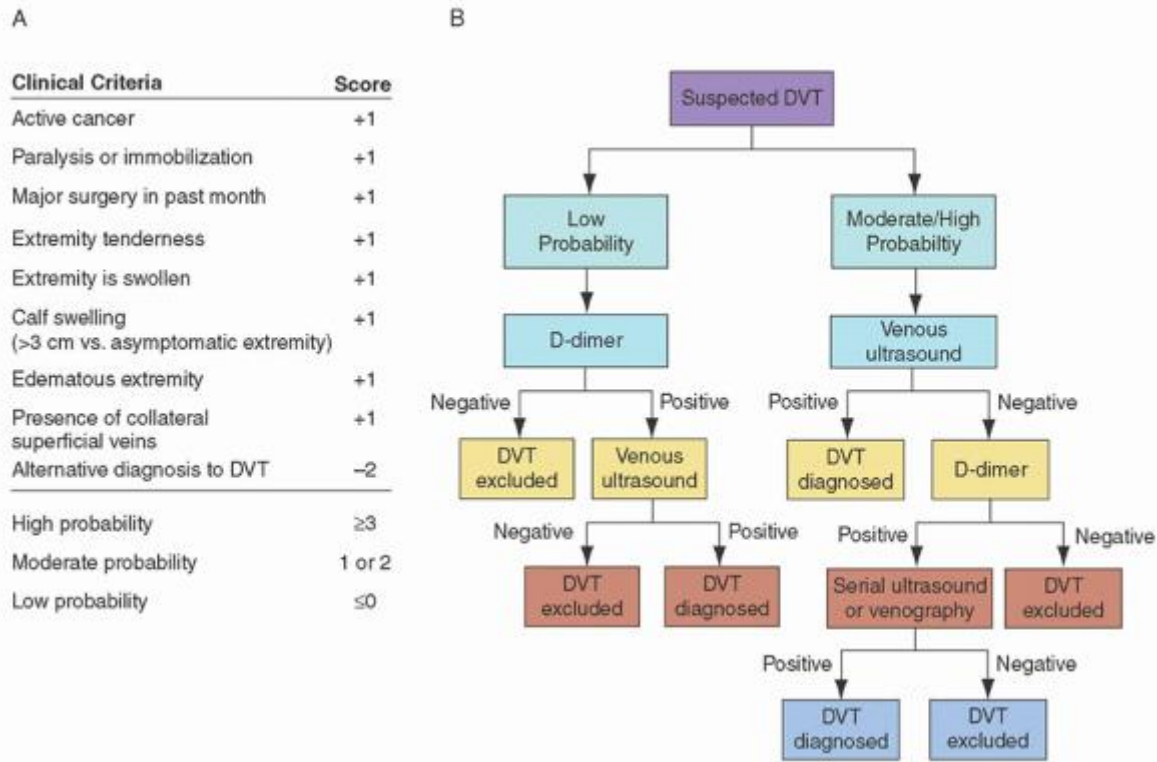 A
Clinical Criteria Score
Active cancer +1
Paralysis or immobilization +1
Major surgery in past month +1
Extremity tenderness +1
Extremity is swollen +1
Calf swelling +1
(>3 cm vs. asymptomatic extremity)
Edematous extremity +1
Presence of collateral +1
superficial veins
Alternative diagnosis to DVT –2
High probability ≥3
Moderate probability 1 or 2
Low probability ≤0
B
Suspected DVT
Low
Probability
Moderate/High
Probabiltiy
D-dimer
Venous
ultrasound
Negative Positive Positive Negative
DVT
excluded
Venous
ultrasound
DVT
diagnosed
D-dimer
Negative Positive Positive Negative
DVT
excluded
DVT
diagnosed
Serial ultrasound
or venography
DVT
excluded
Positive Negative
DVT
diagnosed
DVT
excluded